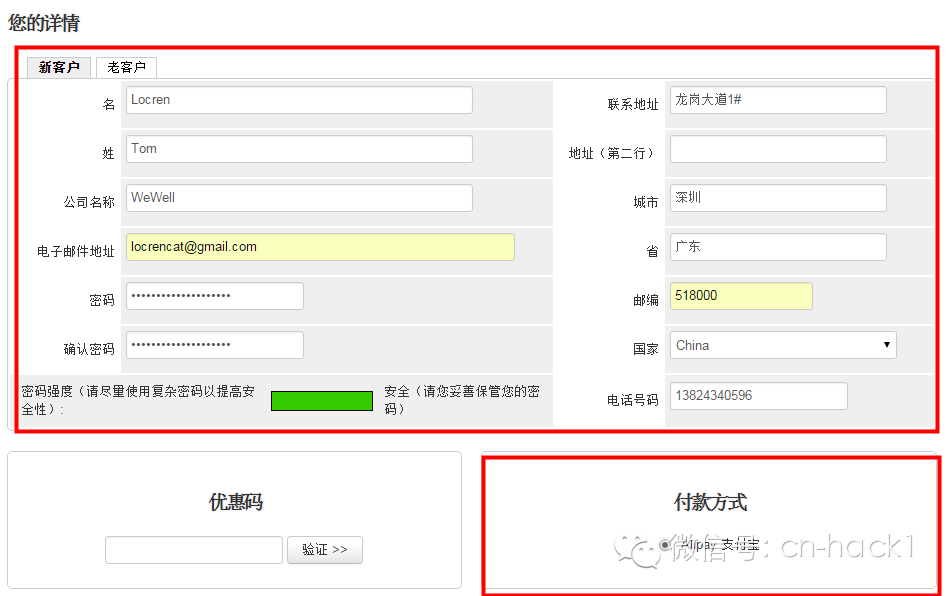 您的详情
新客户 老客户
名 Locren 联系地址 龙岗大道1#
姓 Tom 地址（第二行）
公司名称 WeWell 城市 深圳
电子邮件地址 locrencat@gmail.com 省 广东
密码 •••••••••••••••••••• 邮编 518000
确认密码 •••••••••••••••••••• 国家 China
密码强度（请尽量使用复杂密码以提高安 安全（请您妥善保管您的密
全性）: 码） 电话号码 13824340596
优惠码 付款方式
Alipay 支付宝
微信号: cn-hack1
验证 >>